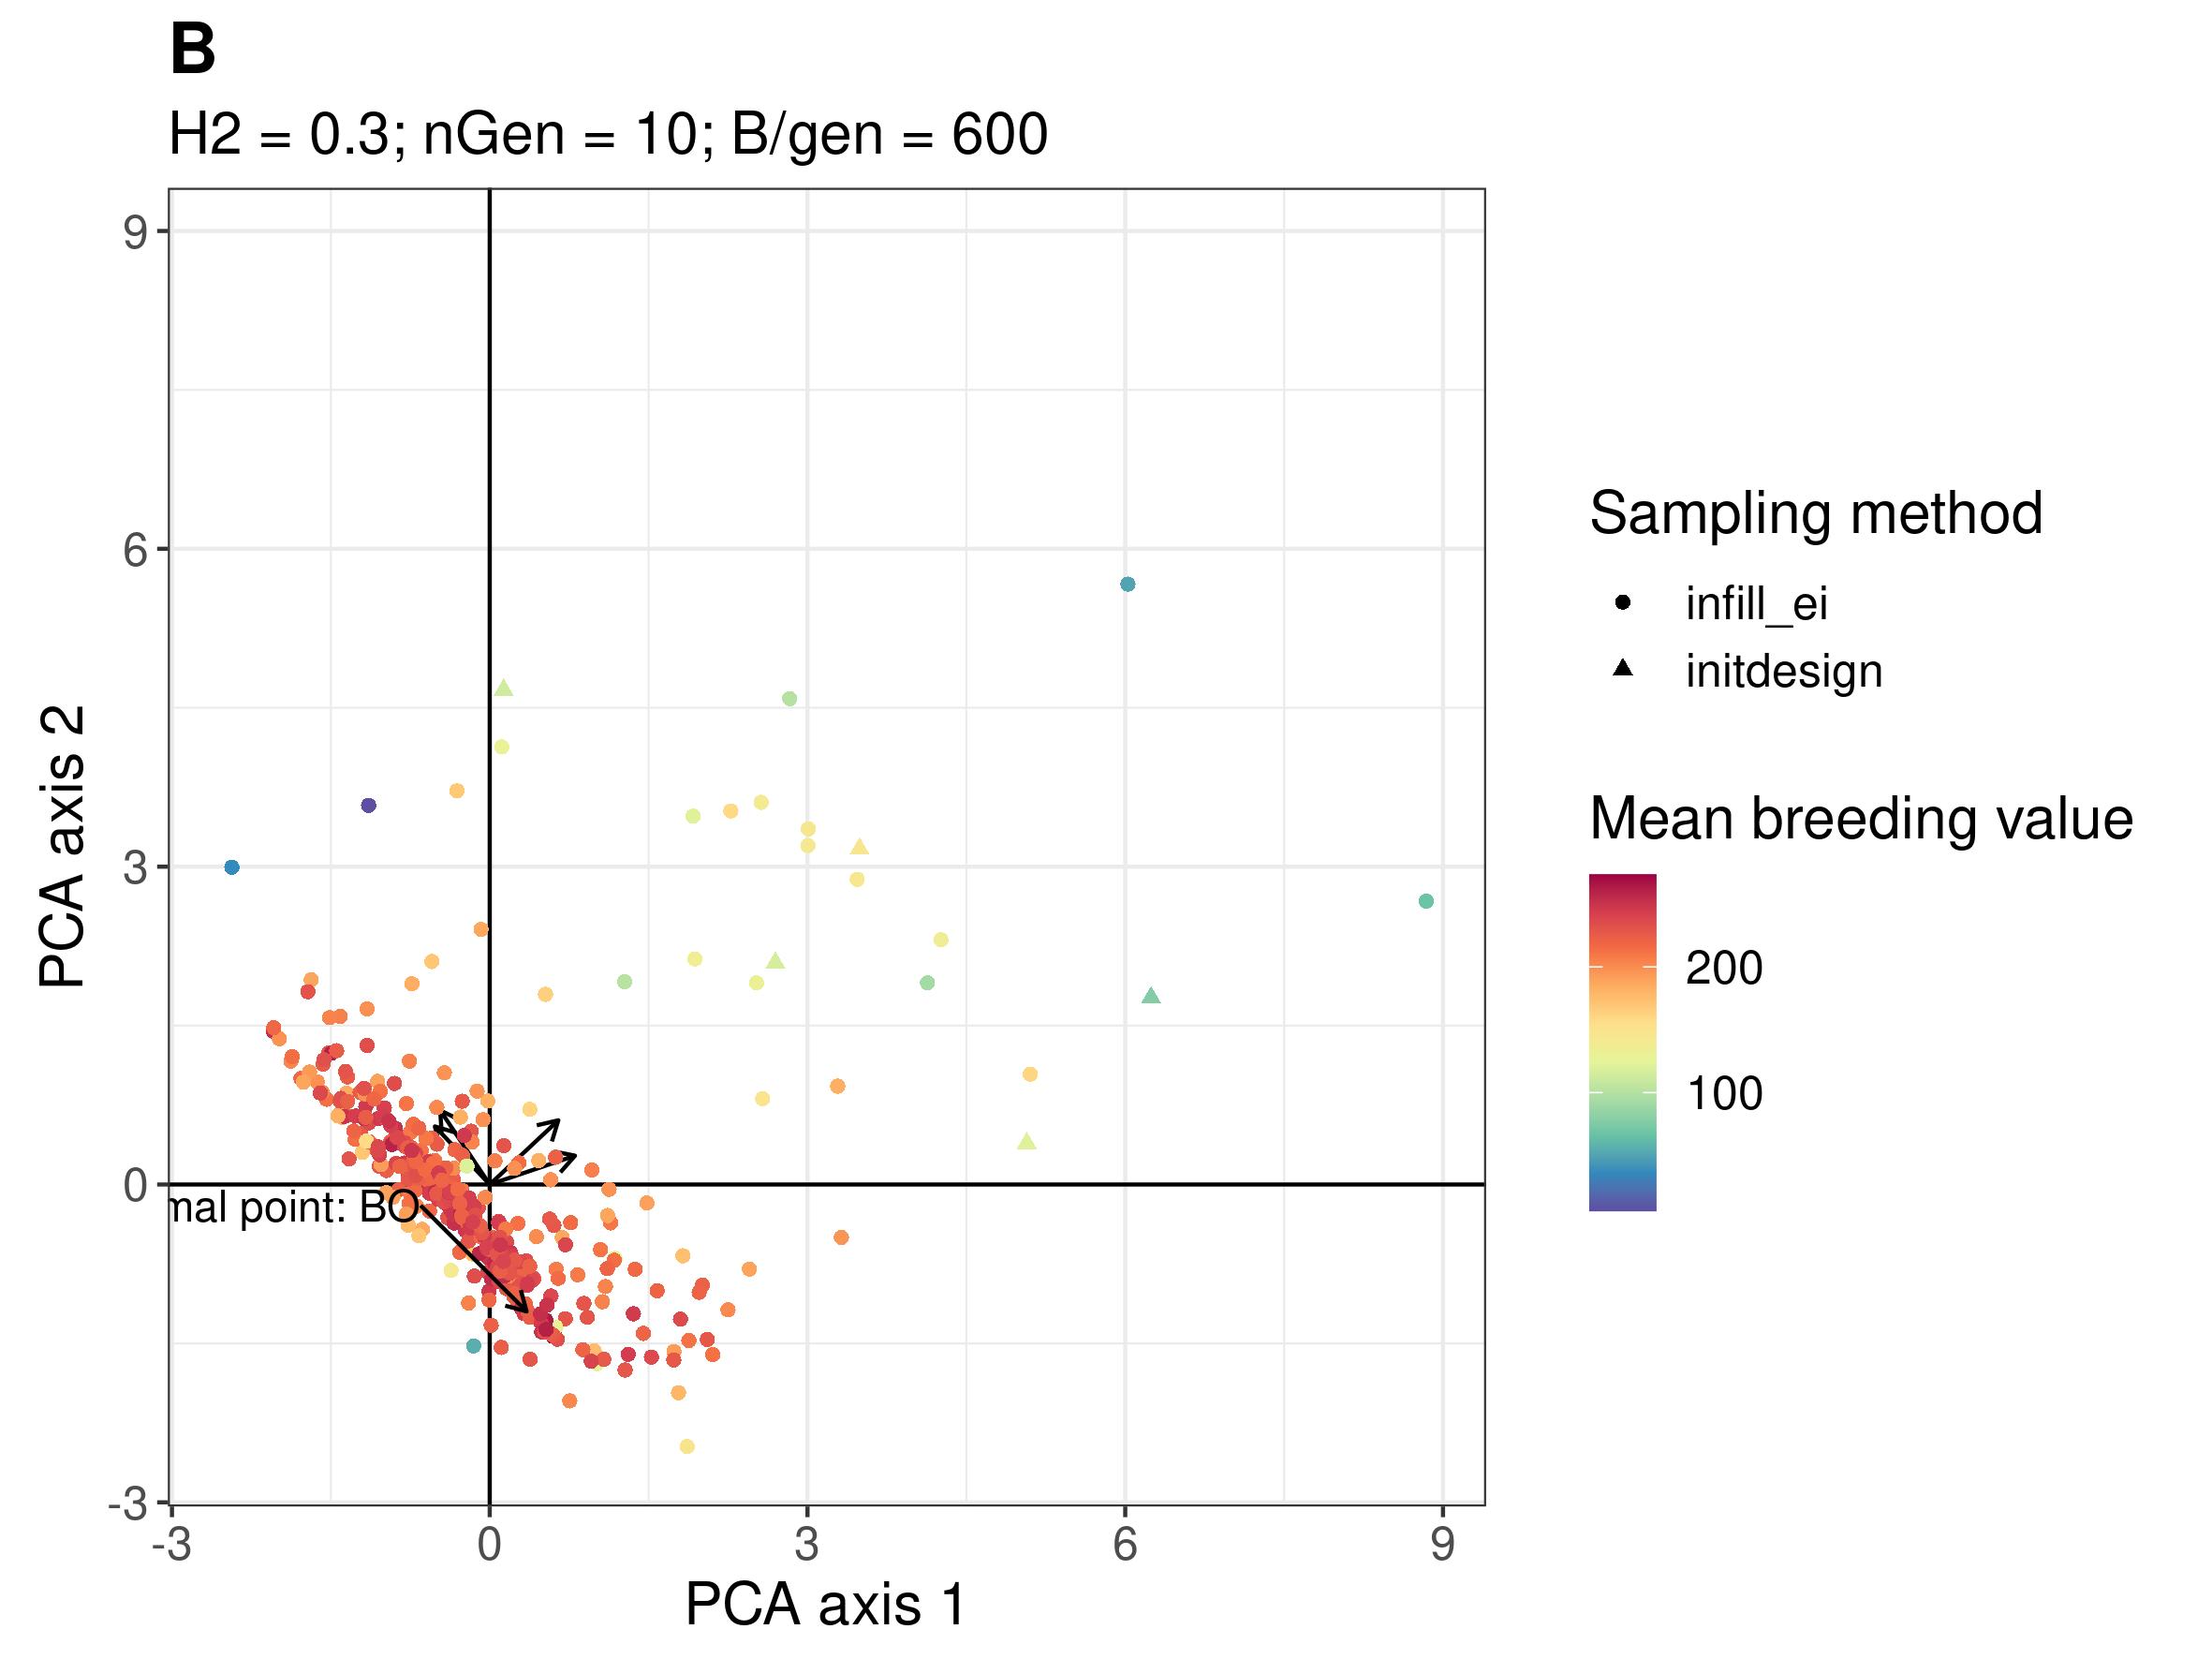 B
H2 = 0.3; nGen = 10; B/gen = 600
PCA axis 2
9
6
3
0
-3
mal point: BO
-3 0 3 6 9
PCA axis 1
Sampling method
infill_ei
initdesign
Mean breeding value
200
100